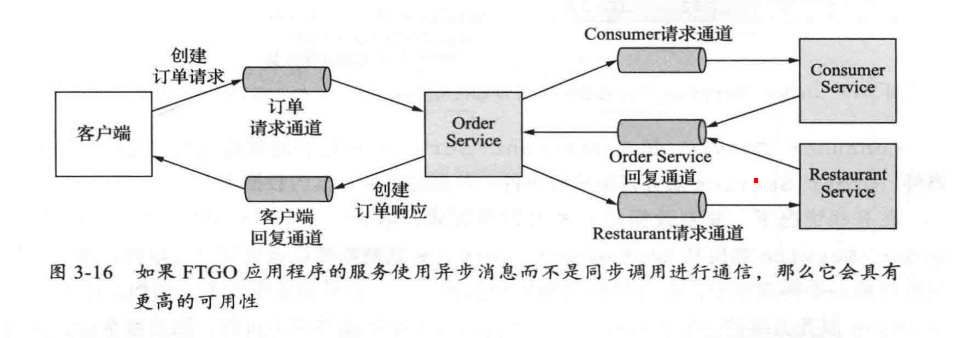 创建
订单请求
订单
请求通道
客户端
Order
Service
创建
订单响应
客户端
回复通道
Consumer请求通道
Consumer
Service
Order Service
回复通道
Restaurant
Service
Restaurant请求通道
图 3-16 如果 FTGO 应用程序的服务使用异步消息而不是同步调用进行通信，那么它会具有
更高的可用性